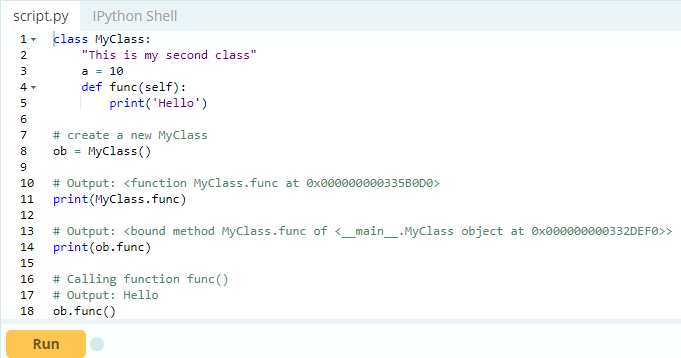 script.py IPython Shell
1 class MyClass:
2 "This is my second class"
3 a = 10
4 def func(self):
5 print('Hello')
6
7 # create a new MyClass
8 ob = MyClass()
9
10 # Output: <function MyClass.func at 0x000000000335B0D0>
11 print(MyClass.func)
12
13 # Output: <bound method MyClass.func of <__main__.MyClass object at 0x000000000332DEF0>>
14 print(ob.func)
15
16 # Calling function func()
17 # Output: Hello
18 ob.func()
Run